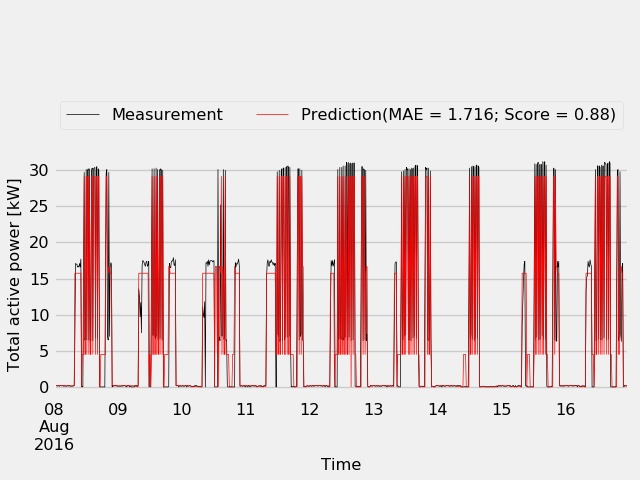 Measurement
Prediction(MAE = 1.716; Score = 0.88)
Total active power [kW]
30
25
20
15
10
5
0
08 09 10 11 12 13 14 15 16
Aug
2016
Time